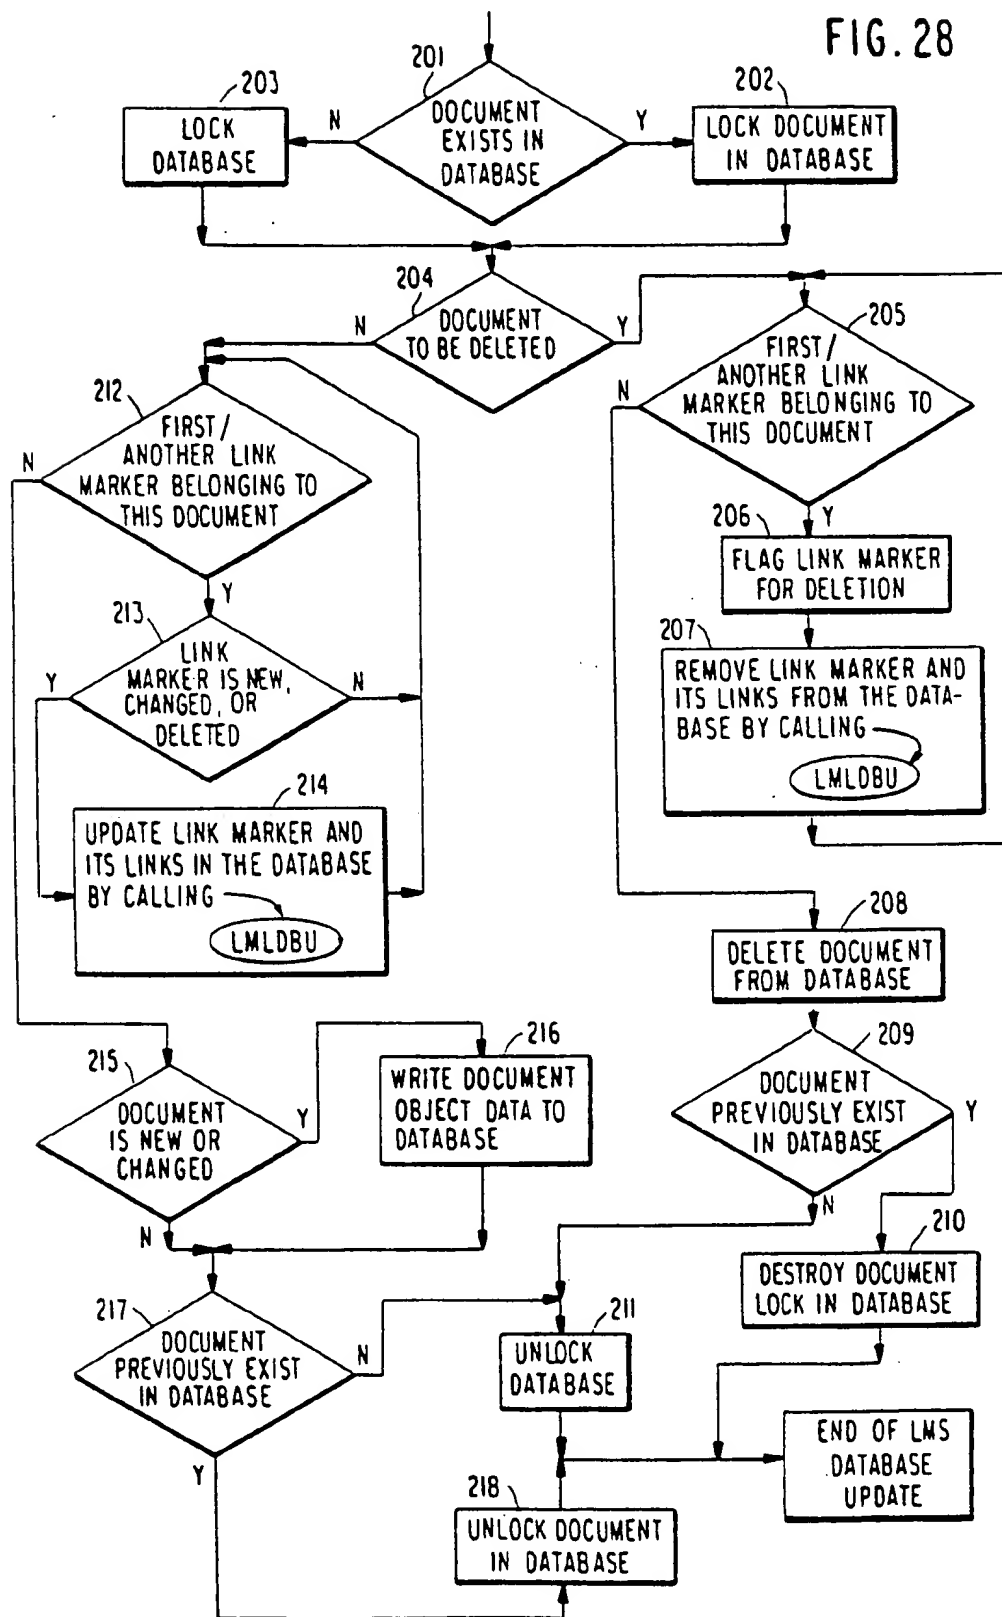 FIG. 28
201
DOCUMENT
EXISTS IN
DATABASE
N
Y
203
LOCK
DATABASE
202
LOCK DOCUMENT
IN DATABASE
204
DOCUMENT
TO BE DELETED
N
Y
205
FIRST/
ANOTHER LINK
MARKER BELONGING TO
THIS DOCUMENT
N
Y
206
FLAG LINK MARKER
FOR DELETION
207
REMOVE LINK MARKER AND
ITS LINKS FROM THE DATA-
BASE BY CALLING
LMLDBU
212
FIRST/
ANOTHER LINK
MARKER BELONGING TO
THIS DOCUMENT
N
Y
213
LINK
MARKER IS NEW,
CHANGED, OR
DELETED
Y
N
214
UPDATE LINK MARKER AND
ITS LINKS IN THE DATABASE
BY CALLING
LMLDBU
208
DELETE DOCUMENT
FROM DATABASE
209
DOCUMENT
PREVIOUSLY EXIST
IN DATABASE
Y
N
210
DESTROY DOCUMENT
LOCK IN DATABASE
215
DOCUMENT
IS NEW OR
CHANGED
Y
N
216
WRITE DOCUMENT
OBJECT DATA TO
DATABASE
217
DOCUMENT
PREVIOUSLY EXIST
IN DATABASE
N
Y
211
UNLOCK
DATABASE
218
UNLOCK DOCUMENT
IN DATABASE
END OF LMS
DATABASE
UPDATE